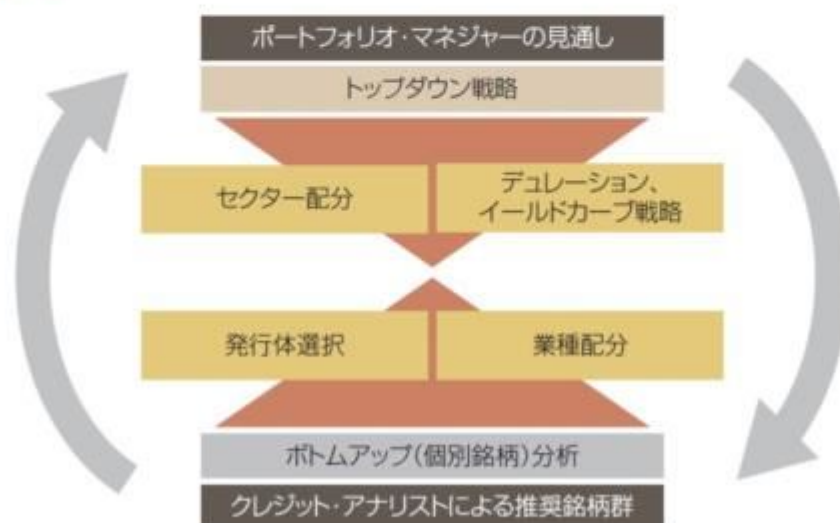 ポートフォリオ・マネジャーの見通し
トップダウン戦略
セクター配分
デュレーション、
イールドカーブ戦略
発行体選択
業種配分
ボトムアップ(個別銘柄)分析
クレジット・アナリストによる推奨銘柄群